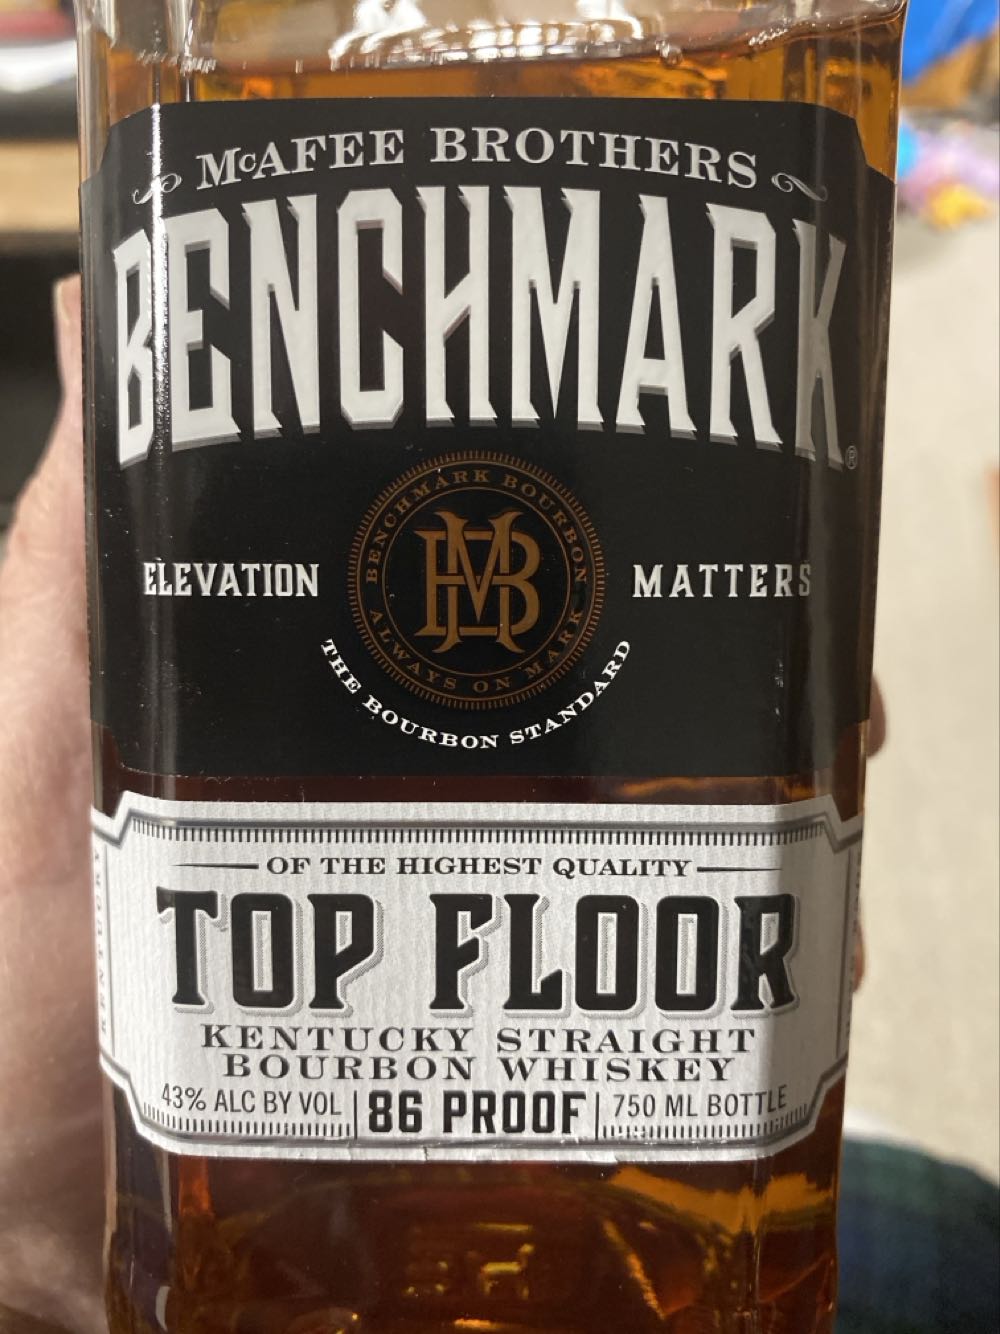 McAFEE BROTHERS
BENCHMARK®
BENCHMARK BOURBON
MB
ELEVATION MATTERS
ALWAYS ON MARK
THE BOURBON STANDARD
OF THE HIGHEST QUALITY
TOP FLOOR
KENTUCKY
KENTUCKY STRAIGHT
BOURBON WHISKEY
43% ALC BY VOL | 86 PROOF | 750 ML BOTTLE